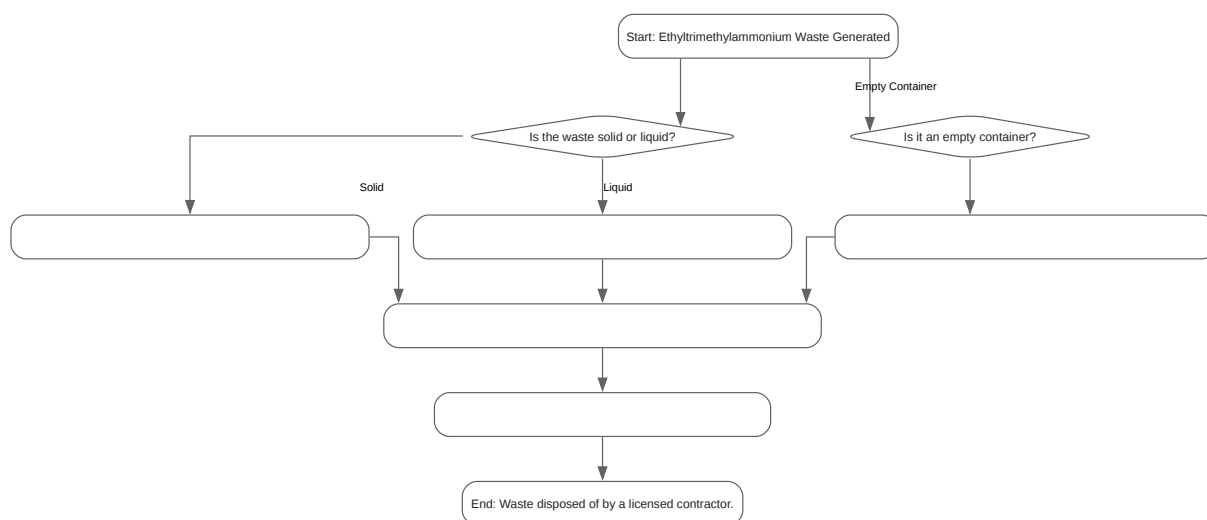 Start: Ethyltrimethylammonium Waste Generated
Empty Container
Is the waste solid or liquid?
Is it an empty container?
Solid
Liquid
End: Waste disposed of by a licensed contractor.